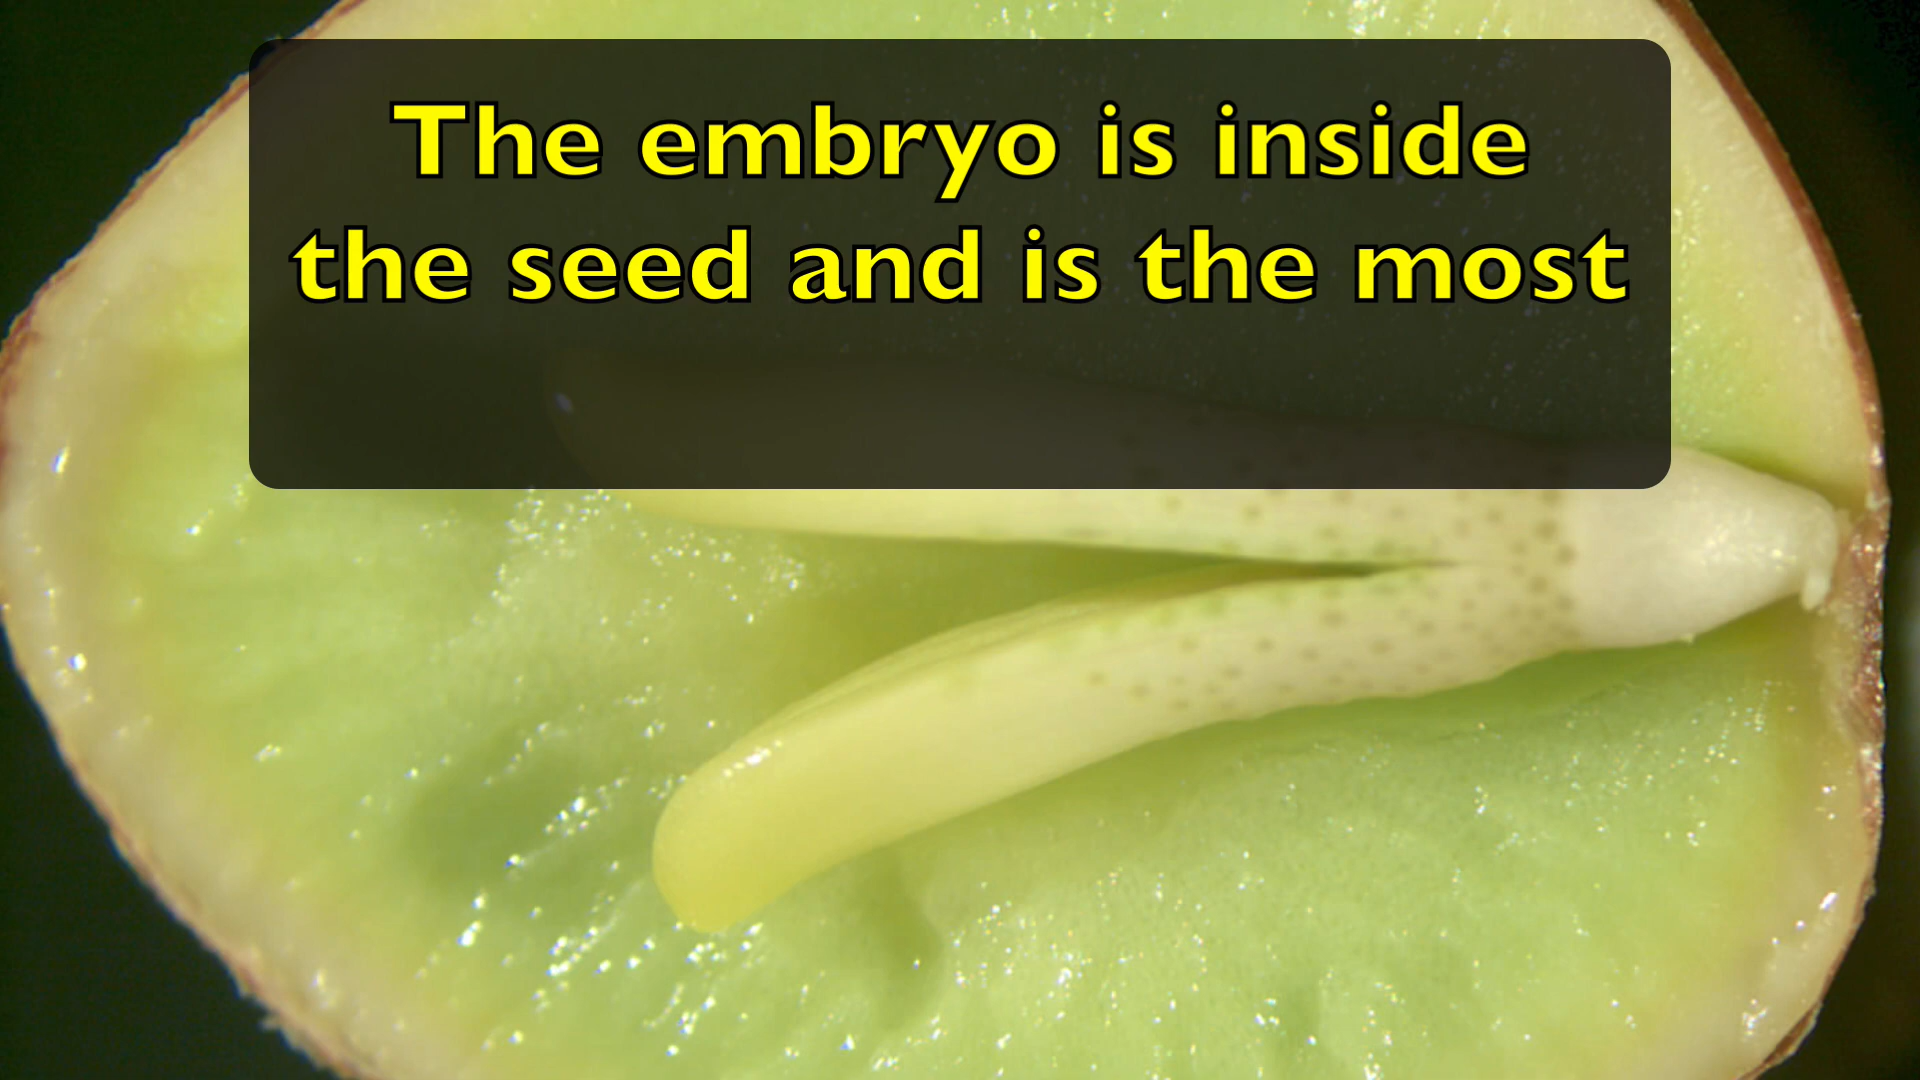 The embryo is inside
the seed and is the most